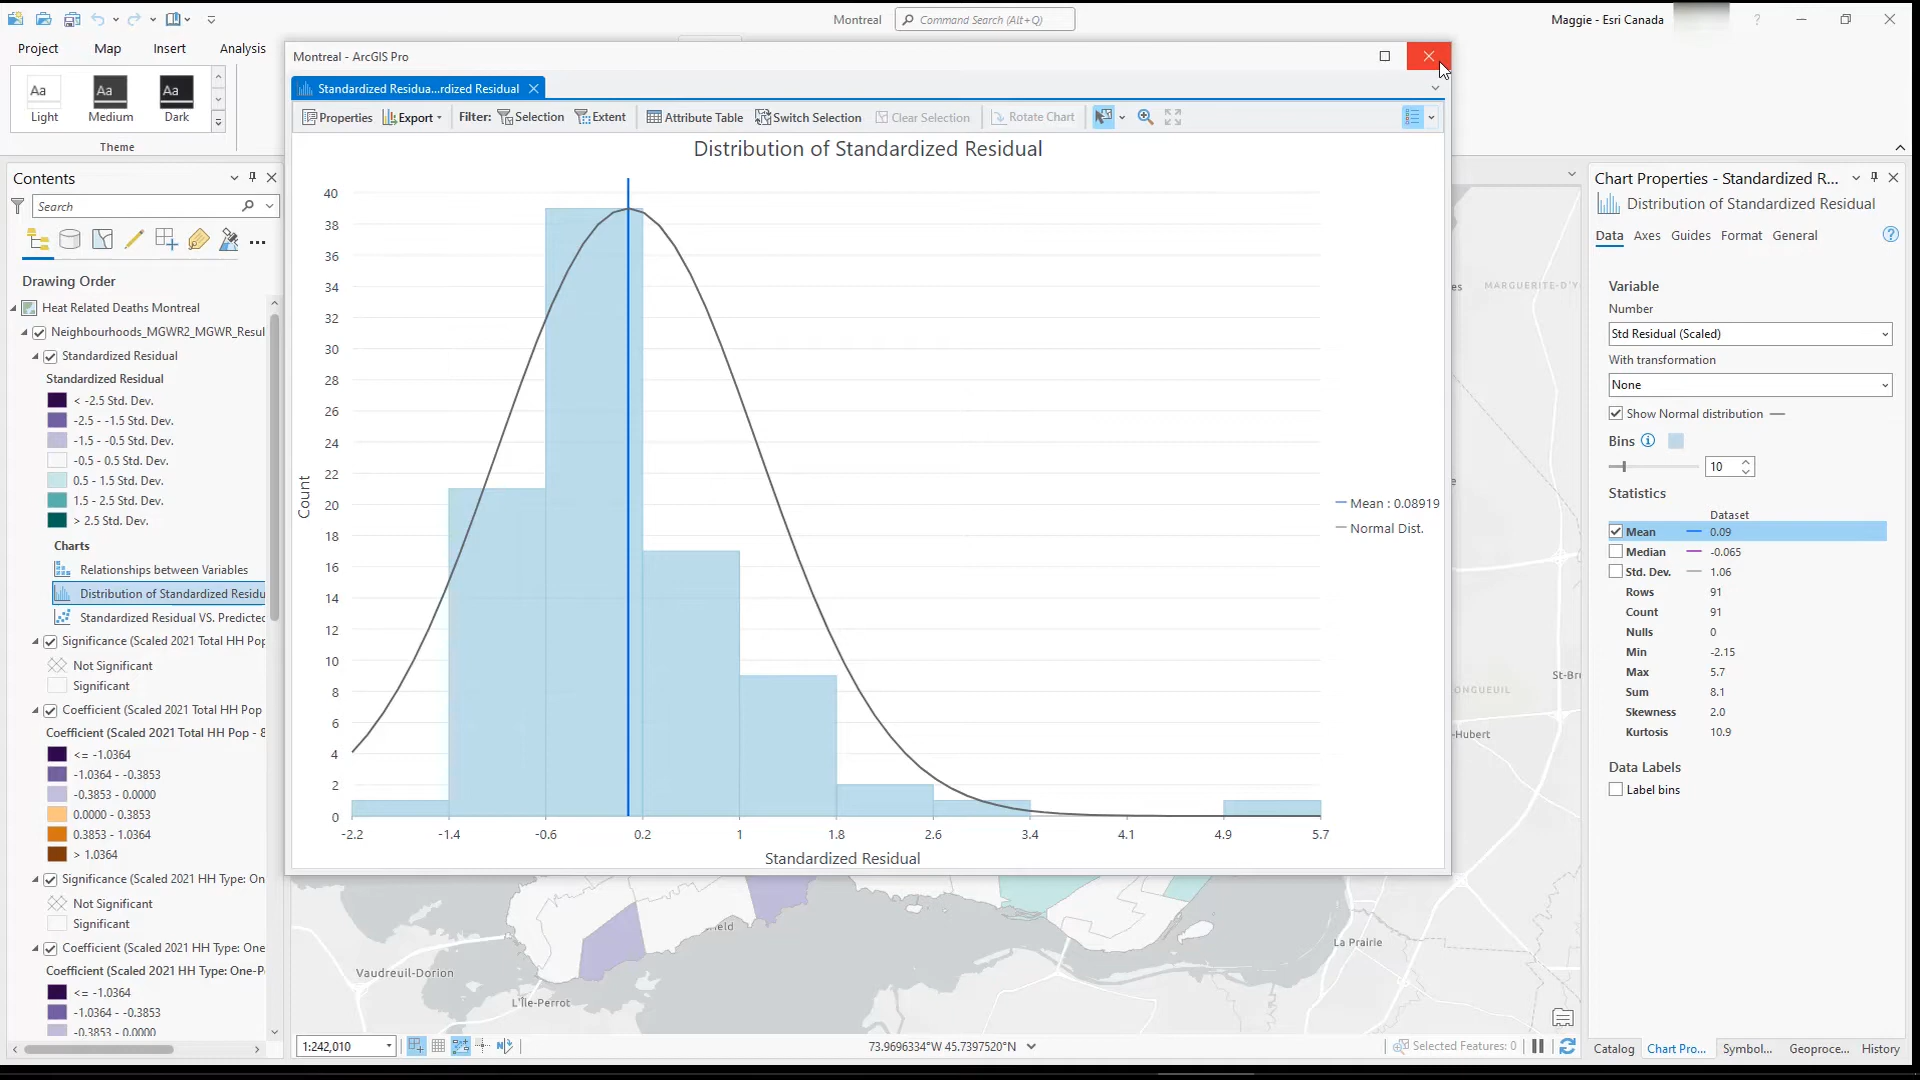 Montreal
Command Search (Alt+Q)
Maggie - Esri Canada
?
Project
Map
Insert
Analysis
Aa
Aa
Aa
Light
Medium
Dark
Theme
Montreal - ArcGIS Pro
Standardized Residua...rdized Residual
Properties
Export
Filter:
Selection
Extent
Attribute Table
Switch Selection
Clear Selection
Rotate Chart
Contents
Search
Drawing Order
Heat Related Deaths Montreal
Neighbourhoods_MGWR2_MGWR_Resul
Standardized Residual
Standardized Residual
< -2.5 Std. Dev.
-2.5 - -1.5 Std. Dev.
-1.5 - -0.5 Std. Dev.
-0.5 - 0.5 Std. Dev.
0.5 - 1.5 Std. Dev.
1.5 - 2.5 Std. Dev.
> 2.5 Std. Dev.
Charts
Relationships between Variables
Distribution of Standardized Residu
Standardized Residual VS. Predicted
Significance (Scaled 2021 Total HH Pop
Not Significant
Significant
Coefficient (Scaled 2021 Total HH Pop
Coefficient (Scaled 2021 Total HH Pop - 8
<= -1.0364
-1.0364 - -0.3853
-0.3853 - 0.0000
0.0000 - 0.3853
0.3853 - 1.0364
> 1.0364
Significance (Scaled 2021 HH Type: On
Not Significant
Significant
Coefficient (Scaled 2021 HH Type: One
Coefficient (Scaled 2021 HH Type: One-P
<= -1.0364
-1.0364 - -0.3853
-0.3853 - 0.0000
Distribution of Standardized Residual
40
38
36
34
32
30
28
26
24
22
20
18
16
14
12
10
8
6
4
2
0
Count
-2.2
-1.4
-0.6
0.2
1
1.8
2.6
3.4
4.1
4.9
5.7
Standardized Residual
Mean : 0.08919
Normal Dist.
MARGUERITE-D'Y
es
e
St-Bru
ONGUEUIL
-Hubert
La Prairie
field
Vaudreuil-Dorion
L'Île-Perrot
1:242,010
73.9696334°W 45.7397520°N
Selected Features: 0
Chart Properties - Standardized R...
Distribution of Standardized Residual
Data
Axes
Guides
Format
General
?
Variable
Number
Std Residual (Scaled)
With transformation
None
Show Normal distribution
Bins
10
Statistics
Dataset
Mean 0.09
Median -0.065
Std. Dev. 1.06
Rows 91
Count 91
Nulls 0
Min -2.15
Max 5.7
Sum 8.1
Skewness 2.0
Kurtosis 10.9
Data Labels
Label bins
Catalog
Chart Pro...
Symbol...
Geoproce...
History